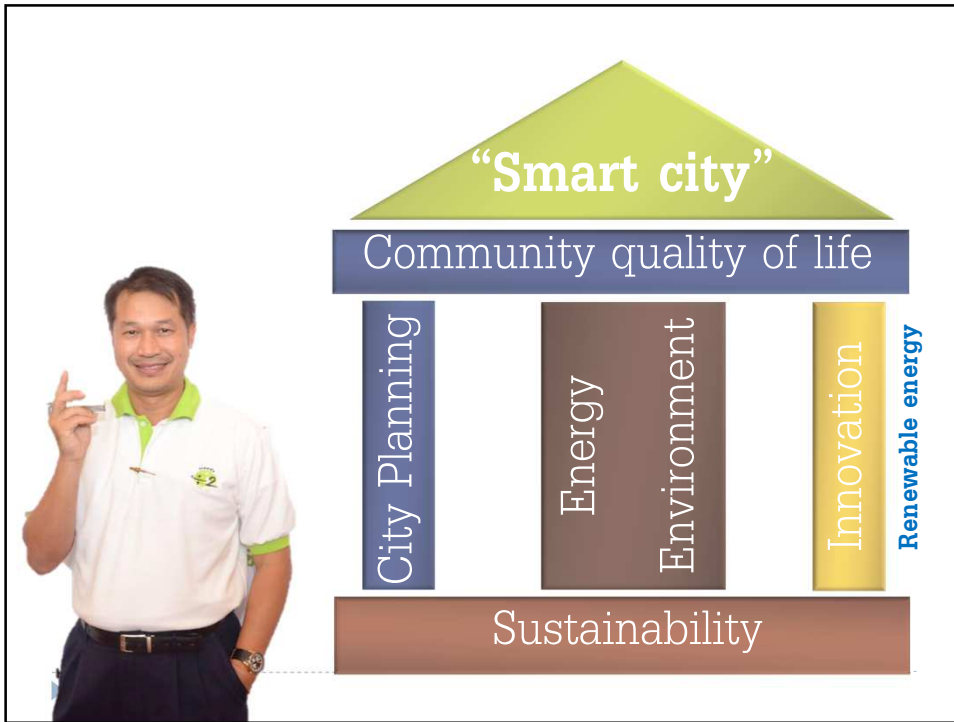 “Smart city”
Community quality of life
City Planning
Energy
Environment
Innovation
Renewable energy
Sustainability